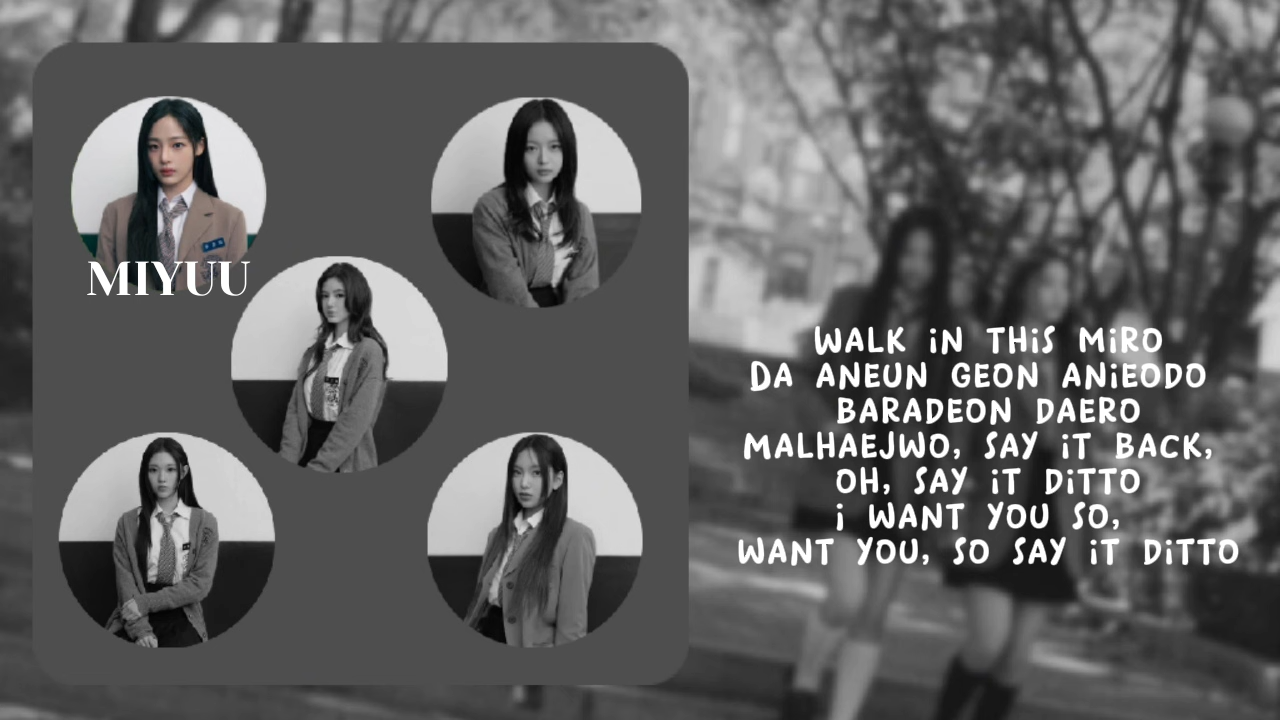 MIYUU
WALK iN THiS MiRO
DA ANEUN GEON ANiEODO
BARADEON DAERO
MALHAEJWO, SAY iT BACK,
OH, SAY iT DiTTO
i WANT YOU SO,
WANT YOU, SO SAY iT DiTTO